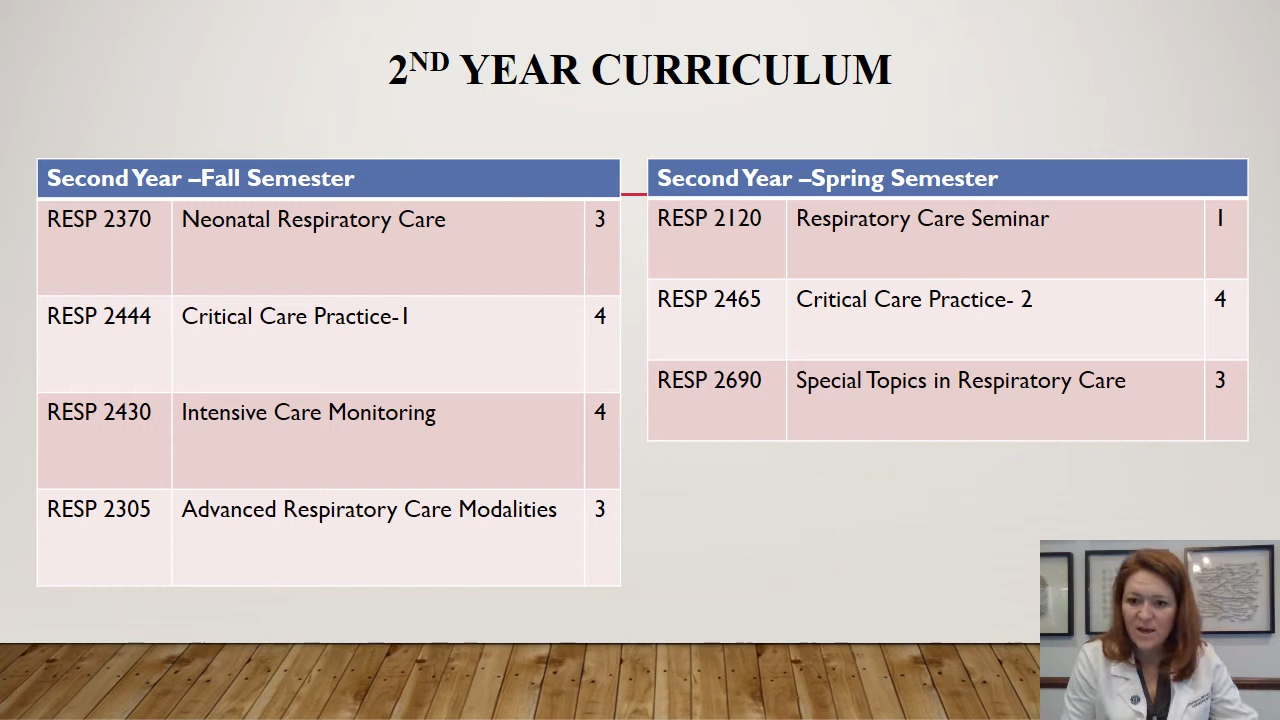 2ND YEAR CURRICULUM
Second Year –Fall Semester
RESP 2370 Neonatal Respiratory Care 3
RESP 2444 Critical Care Practice-1 4
RESP 2430 Intensive Care Monitoring 4
RESP 2305 Advanced Respiratory Care Modalities 3
Second Year –Spring Semester
RESP 2120 Respiratory Care Seminar 1
RESP 2465 Critical Care Practice- 2 4
RESP 2690 Special Topics in Respiratory Care 3